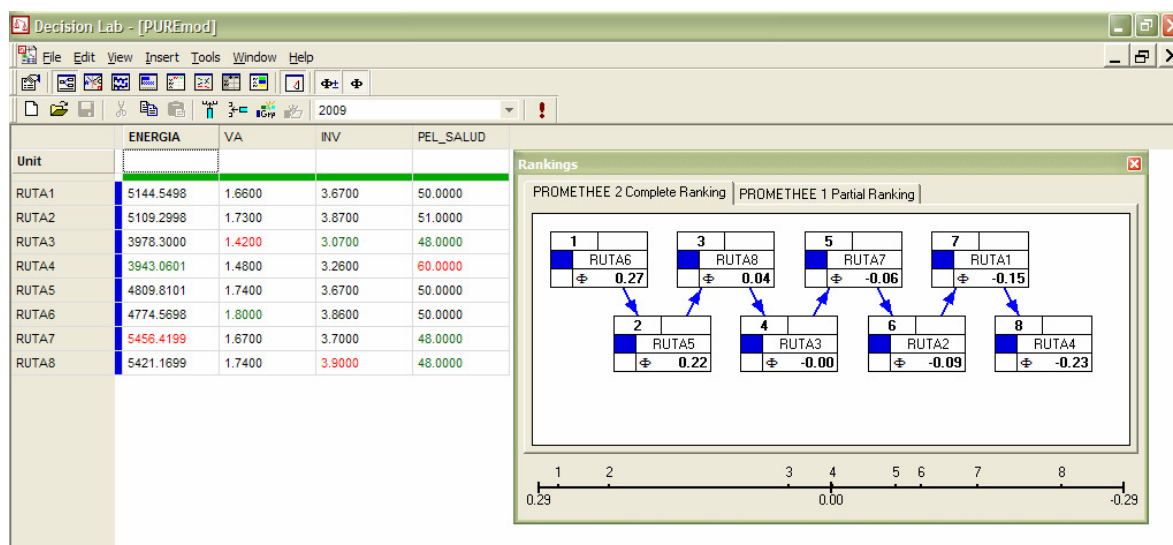 Decision Lab - [PUREmod]
File Edit View Insert Tools Window Help
Φ± Φ
iGrp 2009
ENERGIA VA INV PEL_SALUD
Unit
RUTA1 5144.5498 1.6600 3.6700 50.0000
RUTA2 5109.2998 1.7300 3.8700 51.0000
RUTA3 3978.3000 1.4200 3.0700 48.0000
RUTA4 3943.0601 1.4800 3.2600 60.0000
RUTA5 4809.8101 1.7400 3.6700 50.0000
RUTA6 4774.5698 1.8000 3.8600 50.0000
RUTA7 5456.4199 1.6700 3.7000 48.0000
RUTA8 5421.1699 1.7400 3.9000 48.0000
Rankings
PROMETHEE 2 Complete Ranking PROMETHEE 1 Partial Ranking
1 3 5 7
RUTA6 RUTA8 RUTA7 RUTA1
Φ 0.27 Φ 0.04 Φ -0.06 Φ -0.15
2 4 6 8
RUTA5 RUTA3 RUTA2 RUTA4
Φ 0.22 Φ -0.00 Φ -0.09 Φ -0.23
1 2 3 4 5 6 7 8
0.29 0.00 -0.29